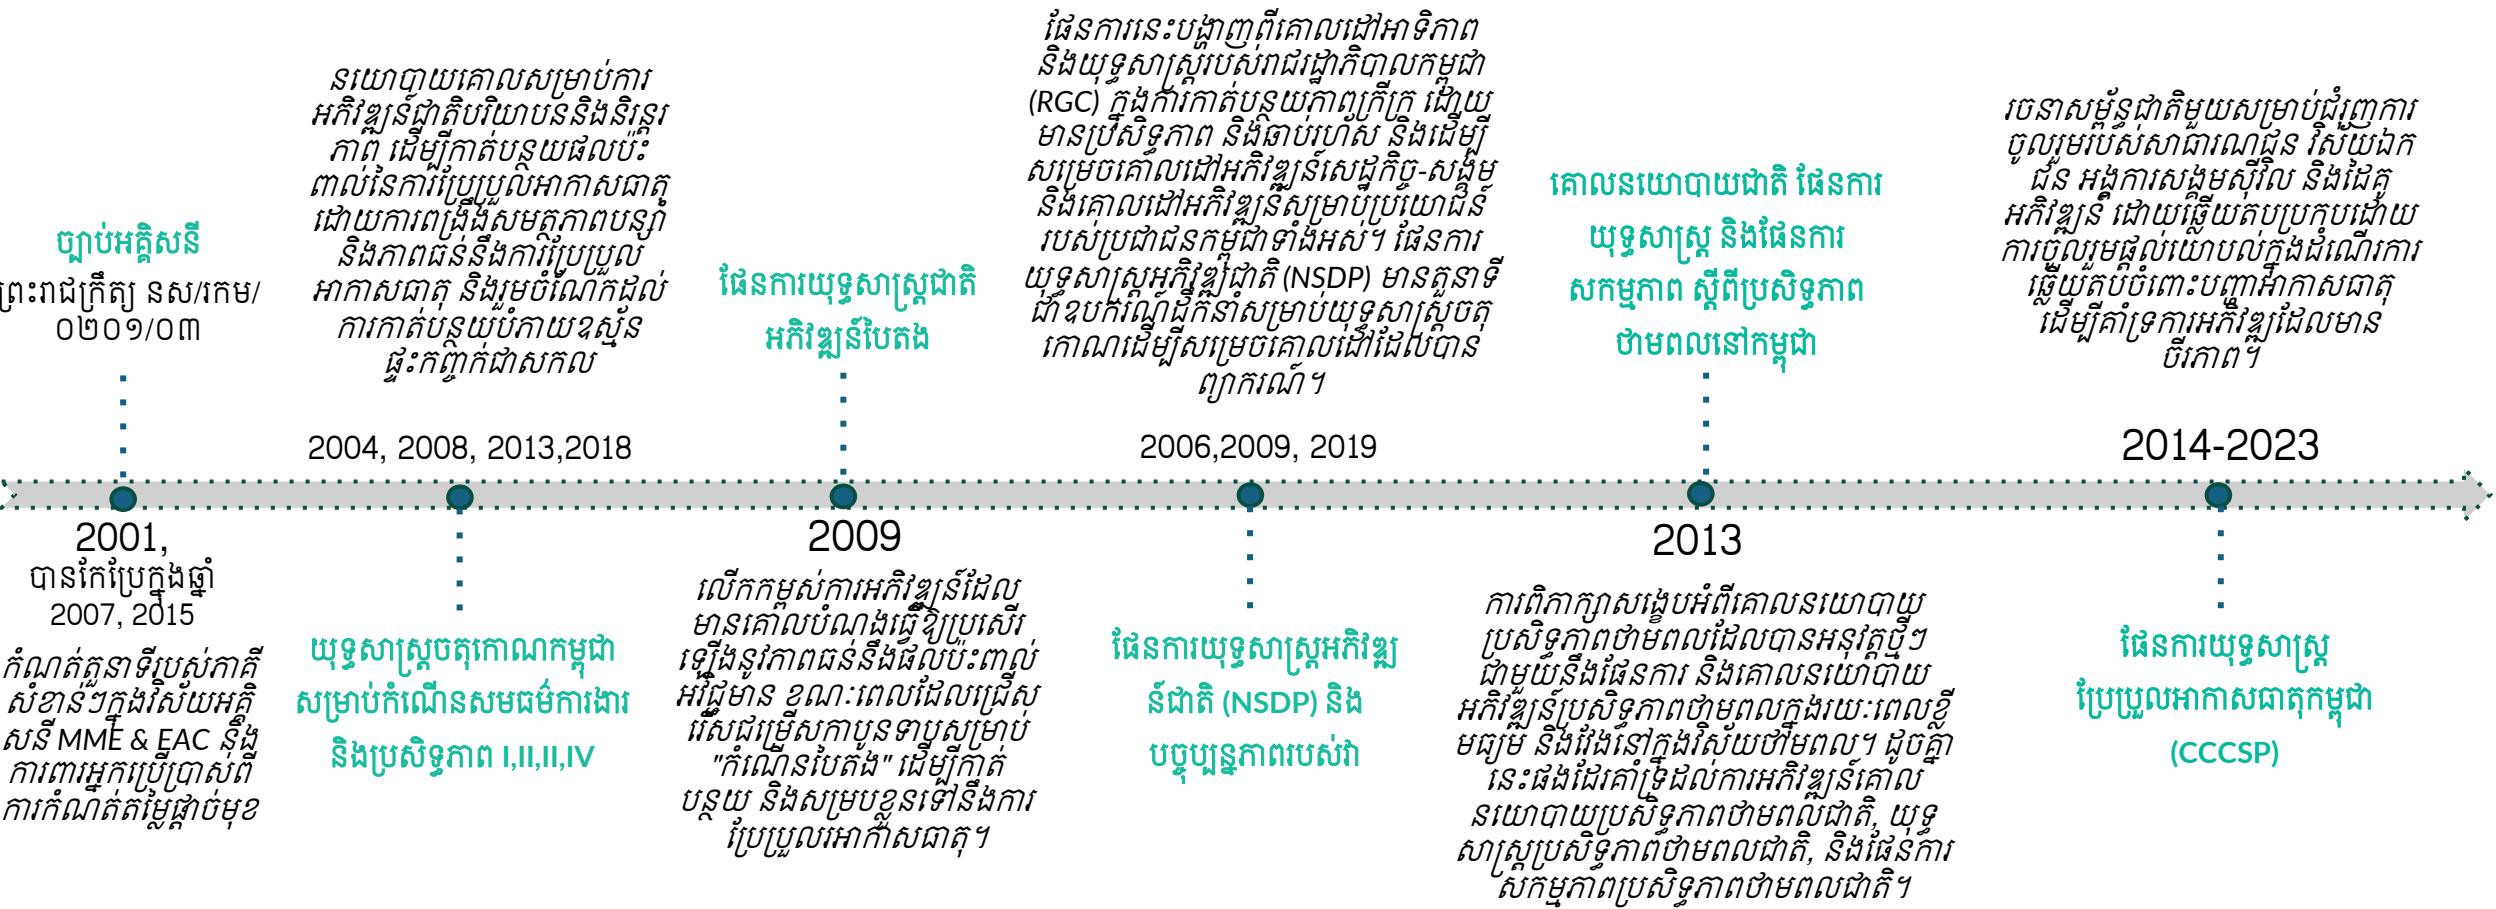 ច្បាប់អគ្គិសនី
ព្រះរាជក្រឹត្យ នស/រកម/
០២០១/០៣
2001,
បានកែប្រែក្នុងឆ្នាំ
2007, 2015
កំណត់តួនាទីរបស់ភាគី
សំខាន់ៗក្នុងវិស័យអគ្គិ
សនី MME & EAC និង
ការពារអ្នកប្រើប្រាស់ពី
ការកំណត់តម្លៃផ្តាច់មុខ
នយោបាយគោលសម្រាប់ការ
អភិវឌ្ឍន៍ជាតិបរិយាបននិងនិរន្តរ
ភាព ដើម្បីកាត់បន្ថយផលប៉ះ
ពាល់នៃការប្រែប្រួលអាកាសធាតុ
ដោយការពង្រឹងសមត្ថភាពបន្សាំ
និងភាពធន់នឹងការប្រែប្រួល
អាកាសធាតុ និងរួមចំណែកដល់
ការកាត់បន្ថយបំភាយឧស្ម័ន
ផ្ទះកញ្ចក់ជាសកល
2004, 2008, 2013,2018
យុទ្ធសាស្ត្រចតុកោណកម្ពុជា
សម្រាប់កំណើនសមធម៌ការងារ
និងប្រសិទ្ធភាព I,II,II,IV
ផែនការយុទ្ធសាស្ត្រជាតិ
អភិវឌ្ឍន៍បៃតង
2009
លើកកម្ពស់ការអភិវឌ្ឍន៍ដែល
មានគោលបំណងធ្វើឱ្យប្រសើរ
ឡើងនូវភាពធន់នឹងផលប៉ះពាល់
អវិជ្ជមាន ខណៈពេលដែលជ្រើស
រើសជម្រើសកាបូនទាបសម្រាប់
"កំណើនបៃតង" ដើម្បីកាត់
បន្ថយ និងសម្របខ្លួនទៅនឹងការ
ប្រែប្រួលអាកាសធាតុ។
ផែនការនេះបង្ហាញពីគោលដៅអាទិភាព
និងយុទ្ធសាស្ត្ររបស់រាជរដ្ឋាភិបាលកម្ពុជា
(RGC) ក្នុងការកាត់បន្ថយភាពក្រីក្រ ដោយ
មានប្រសិទ្ធភាព និងឆាប់រហ័ស និងដើម្បី
សម្រេចគោលដៅអភិវឌ្ឍន៍សេដ្ឋកិច្ច-សង្គម
និងគោលដៅអភិវឌ្ឍន៍សម្រាប់ប្រយោជន៍
របស់ប្រជាជនកម្ពុជាទាំងអស់។ ផែនការ
យុទ្ធសាស្ត្រអភិវឌ្ឍជាតិ (NSDP) មានតួនាទី
ជាឧបករណ៍ដឹកនាំសម្រាប់យុទ្ធសាស្ត្រចតុ
កោណដើម្បីសម្រេចគោលដៅដែលបាន
ព្យាករណ៍។
2006,2009, 2019
ផែនការយុទ្ធសាស្ត្រអភិវឌ្ឍ
ន៍ជាតិ (NSDP) និង
បច្ចុប្បន្នភាពរបស់វា
គោលនយោបាយជាតិ ផែនការ
យុទ្ធសាស្ត្រ និងផែនការ
សកម្មភាព ស្តីពីប្រសិទ្ធភាព
ថាមពលនៅកម្ពុជា
2013
ការពិភាក្សាសង្ខេបអំពីគោលនយោបាយ
ប្រសិទ្ធភាពថាមពលដែលបានអនុវត្តថ្មីៗ
ជាមួយនឹងផែនការ និងគោលនយោបាយ
អភិវឌ្ឍន៍ប្រសិទ្ធភាពថាមពលក្នុងរយៈពេលខ្លី
មធ្យម និងវែងនៅក្នុងវិស័យថាមពល។ ដូចគ្នា
នេះផងដែរគាំទ្រដល់ការអភិវឌ្ឍន៍គោល
នយោបាយប្រសិទ្ធភាពថាមពលជាតិ, យុទ្ធ
សាស្ត្រប្រសិទ្ធភាពថាមពលជាតិ, និងផែនការ
សកម្មភាពប្រសិទ្ធភាពថាមពលជាតិ។
រចនាសម្ព័ន្ធជាតិមួយសម្រាប់ជំរុញការ
ចូលរួមរបស់សាធារណជន វិស័យឯក
ជន អង្គការសង្គមស៊ីវិល និងដៃគូ
អភិវឌ្ឍន៍ ដោយឆ្លើយតបប្រកបដោយ
ការចូលរួមផ្តល់យោបល់ក្នុងដំណើរការ
ឆ្លើយតបចំពោះបញ្ហាអាកាសធាតុ
ដើម្បីគាំទ្រការអភិវឌ្ឍដែលមាន
ចីរភាព។
2014-2023
ផែនការយុទ្ធសាស្ត្រ
ប្រែប្រួលអាកាសធាតុកម្ពុជា
(CCCSP)